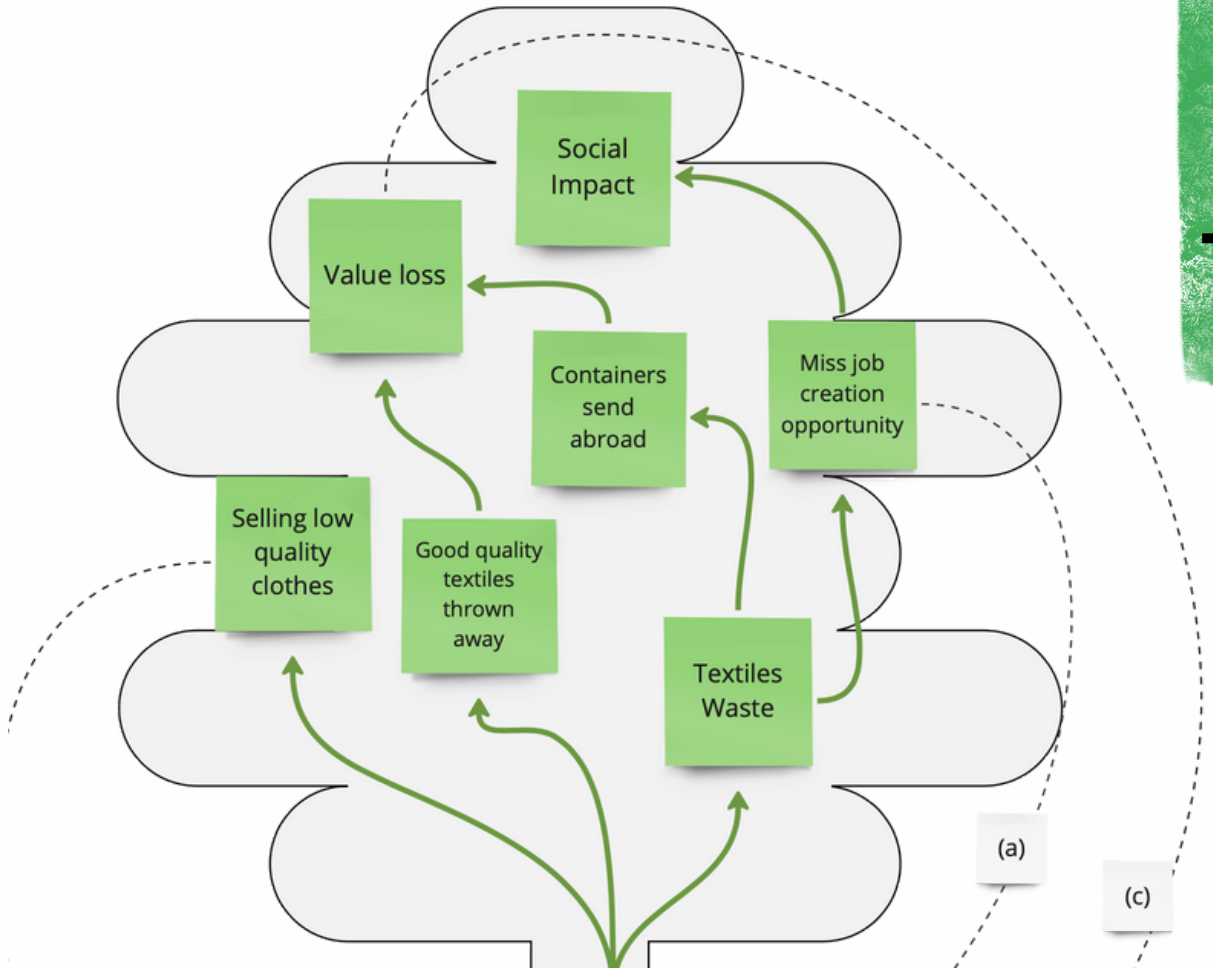 Social
Impact
Value loss
Containers
send
abroad
Miss job
creation
opportunity
Selling low
quality
clothes
Good quality
textiles
thrown
away
Textiles
Waste
(a)
(c)